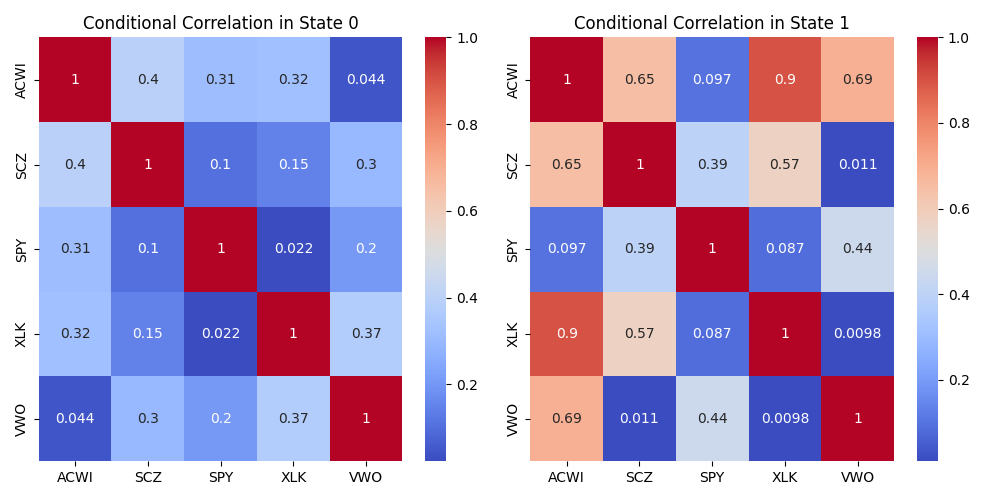 Conditional Correlation in State 0
ACWI 1 0.4 0.31 0.32 0.044
SCZ 0.4 1 0.1 0.15 0.3
SPY 0.31 0.1 1 0.022 0.2
XLK 0.32 0.15 0.022 1 0.37
VWO 0.044 0.3 0.2 0.37 1
ACWI SCZ SPY XLK VWO
1.0
0.8
0.6
0.4
0.2
Conditional Correlation in State 1
ACWI 1 0.65 0.097 0.9 0.69
SCZ 0.65 1 0.39 0.57 0.011
SPY 0.097 0.39 1 0.087 0.44
XLK 0.9 0.57 0.087 1 0.0098
VWO 0.69 0.011 0.44 0.0098 1
ACWI SCZ SPY XLK VWO
1.0
0.8
0.6
0.4
0.2